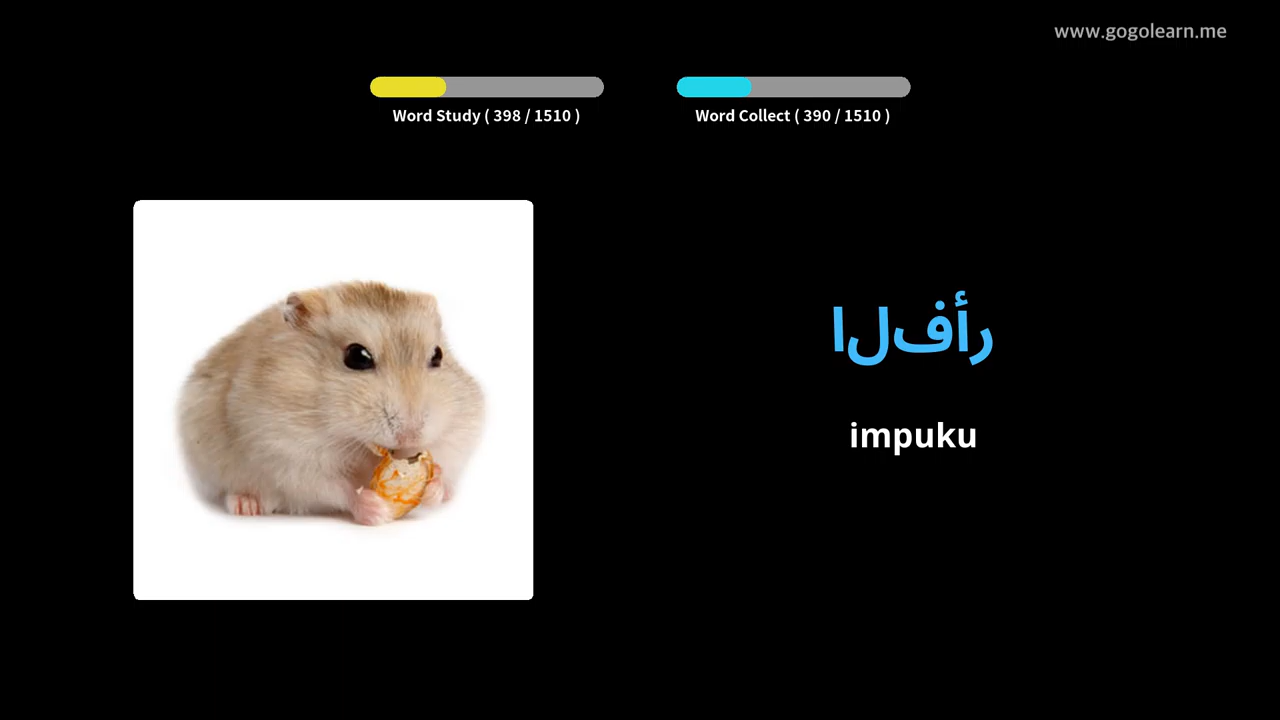 www.gogolearn.me
Word Study ( 398 / 1510 )
Word Collect ( 390 / 1510 )
الفأر
impuku